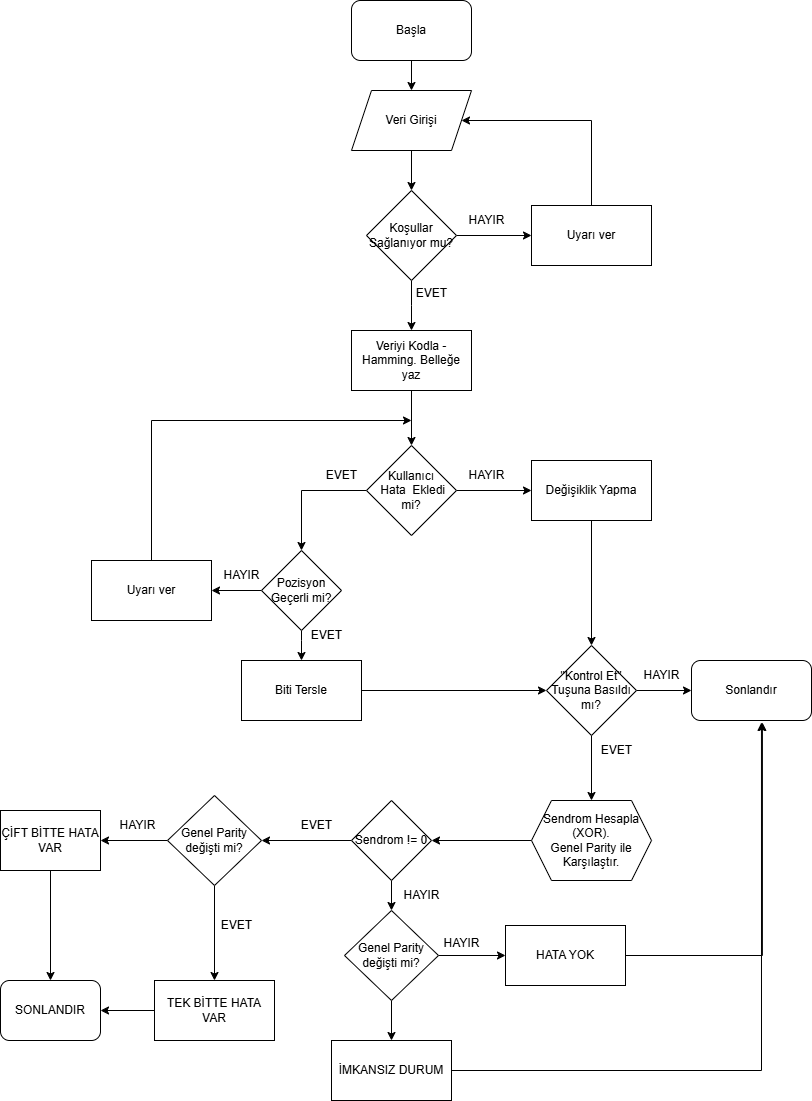 Başla
Veri Girişi
Koşullar
Sağlanıyor mu?
HAYIR
Uyarı ver
EVET
Veriyi Kodla -
Hamming. Belleğe
yaz
Kullanıcı
Hata Ekledi
mi?
EVET
HAYIR
Değişiklik Yapma
Pozisyon
Geçerli mi?
HAYIR
Uyarı ver
EVET
Biti Tersle
"Kontrol Et"
Tuşuna Basıldı
mı?
HAYIR
Sonlandır
EVET
Sendrom Hesapla
(XOR).
Genel Parity ile
Karşılaştır.
Sendrom != 0
EVET
Genel Parity
değişti mi?
HAYIR
ÇİFT BİTTE HATA
VAR
HAYIR
EVET
Genel Parity
değişti mi?
HAYIR
HATA YOK
SONLANDIR
TEK BİTTE HATA
VAR
İMKANSIZ DURUM